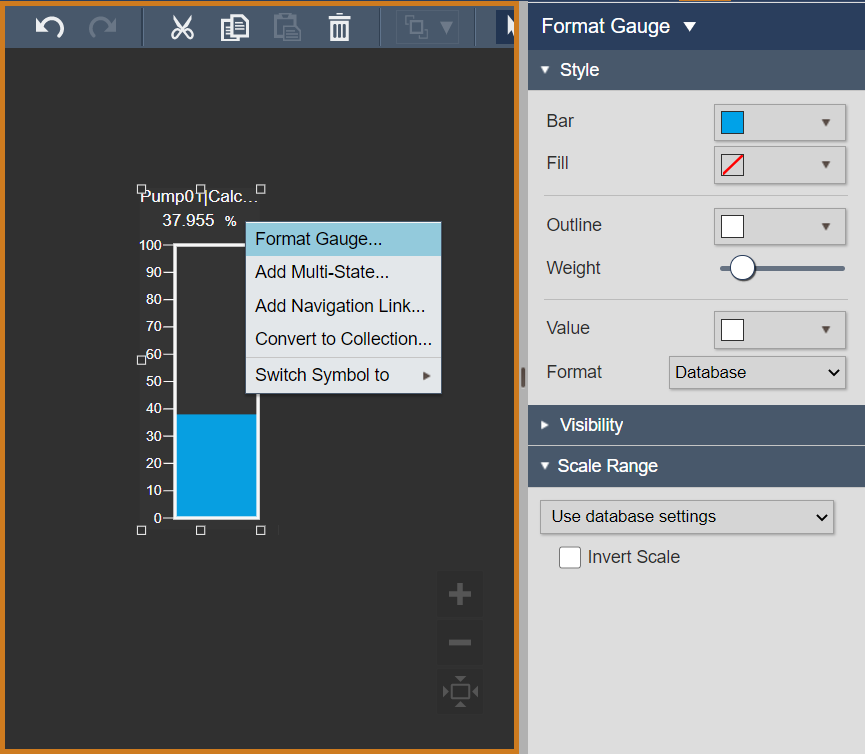 Format Gauge
Style
Bar
Fill
Outline
Weight
Value
Format
Database
Visibility
Scale Range
Use database settings
Invert Scale
Pump01|Calc...
37.955 %
100
90
80
70
60
50
40
30
20
10
0
Format Gauge...
Add Multi-State...
Add Navigation Link...
Convert to Collection...
Switch Symbol to